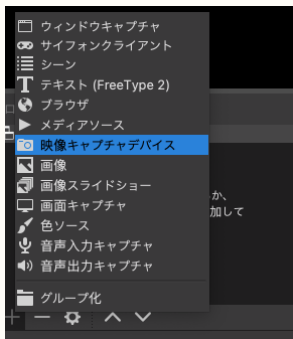 ウィンドウキャプチャ
サイフォンクライアント
シーン
テキスト (FreeType 2)
ブラウザ
メディアソース
映像キャプチャデバイス
画像
画像スライドショー
か、
画面キャプチャ
加して
色ソース
音声入力キャプチャ
音声出力キャプチャ
グループ化